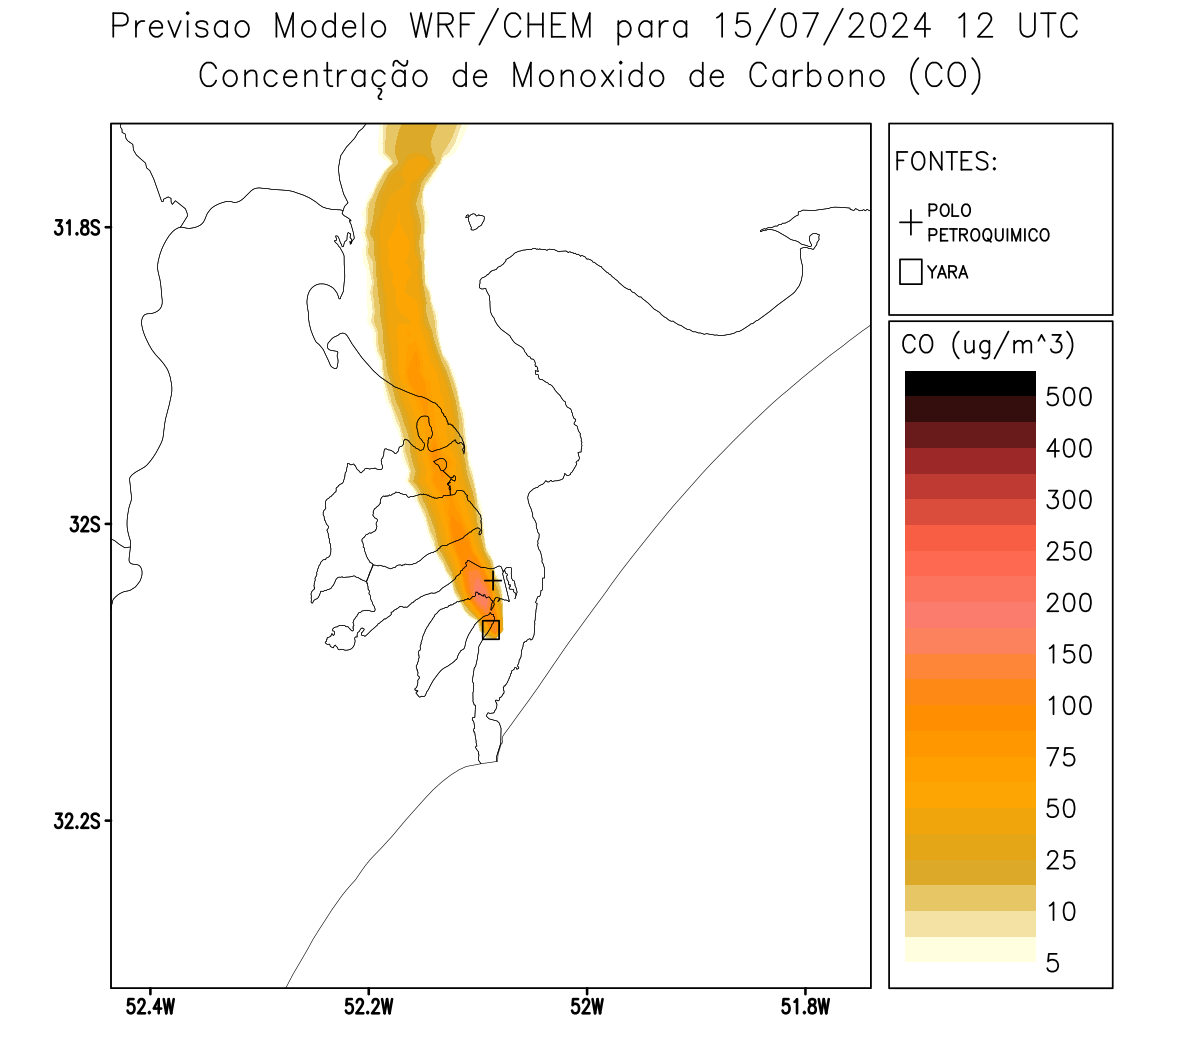 Previsao Modelo WRF/CHEM para 15/07/2024 12 UTC
Concentração de Monoxido de Carbono (CO)
FONTES:
POLO
PETROQUIMICO
YARA
CO (ug/m^3)
500
400
300
250
200
150
100
75
50
25
10
5
31.8S
32S
32.2S
52.4W
52.2W
52W
51.8W